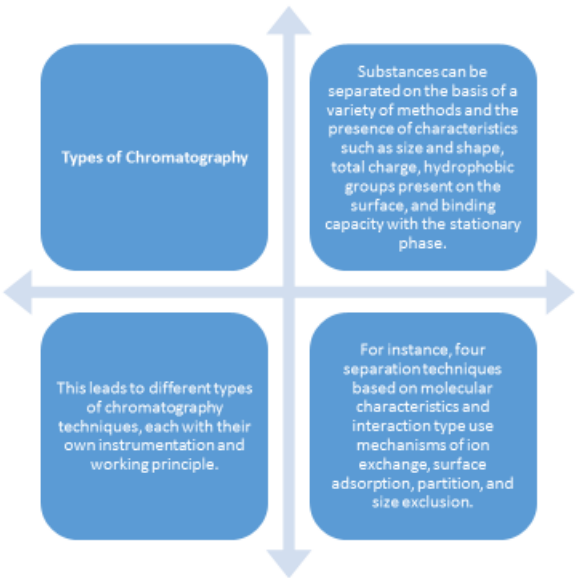 Types of Chromatography
Substances can be
separated on the basis of a
variety of methods and the
presence of characteristics
such as size and shape,
total charge, hydrophobic
groups present on the
surface, and binding
capacity with the stationary
phase.
This leads to different types
of chromatography
techniques, each with their
own instrumentation and
working principle.
For instance, four
separation techniques
based on molecular
characteristics and
interaction type use
mechanisms of ion
exchange, surface
adsorption, partition, and
size exclusion.